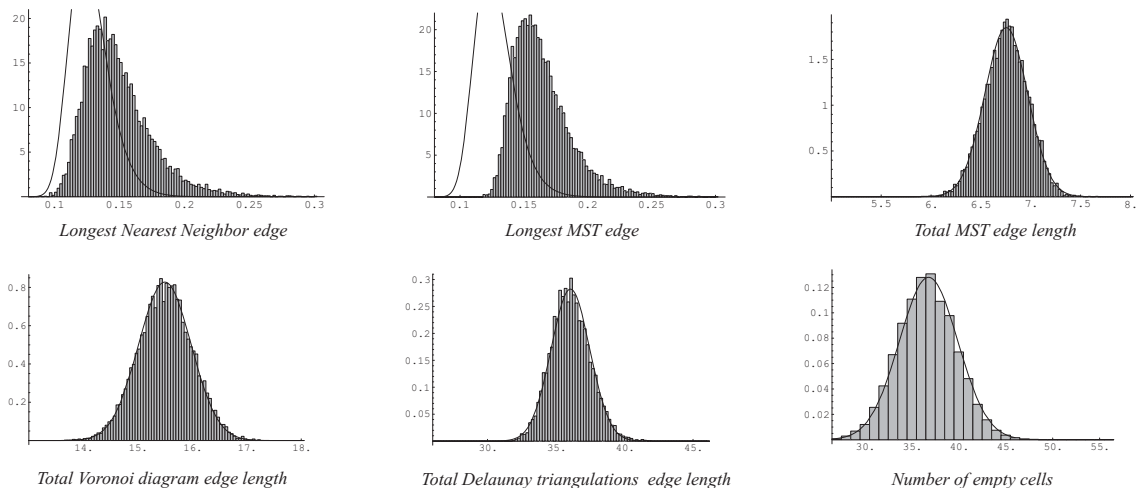 20
15
10
5
0.1 0.15 0.2 0.25 0.3
Longest Nearest Neighbor edge
20
15
10
5
0.1 0.15 0.2 0.25 0.3
Longest MST edge
1.5
1
0.5
5.5 6. 6.5 7. 7.5 8.
Total MST edge length
0.8
0.6
0.4
0.2
14. 15. 16. 17. 18.
Total Voronoi diagram edge length
0.3
0.25
0.2
0.15
0.1
0.05
30. 35. 40. 45.
Total Delaunay triangulations edge length
0.12
0.1
0.08
0.06
0.04
0.02
30. 35. 40. 45. 50. 55.
Number of empty cells